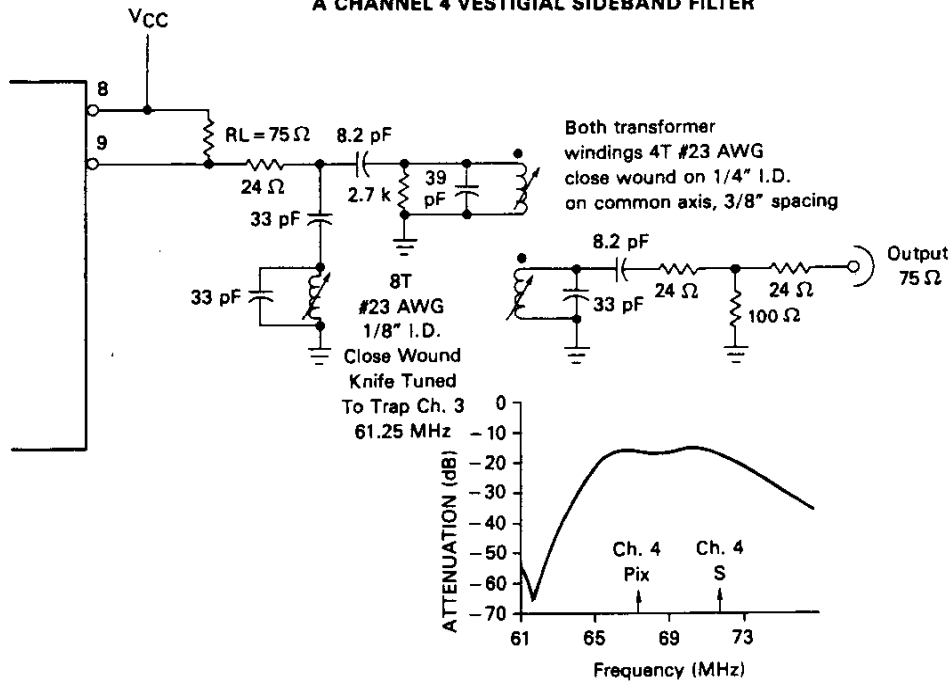 A CHANNEL 4 VESTIGIAL SIDEBAND FILTER
VCC
8
9
RL = 75 Ω
24 Ω
8.2 pF
2.7 k
39
pF
33 pF
33 pF
8T
#23 AWG
1/8" I.D.
Close Wound
Knife Tuned
To Trap Ch. 3
61.25 MHz
Both transformer
windings 4T #23 AWG
close wound on 1/4" I.D.
on common axis, 3/8" spacing
8.2 pF
33 pF
24 Ω
24 Ω
100 Ω
Output
75 Ω
ATTENUATION (dB)
0
-10
-20
-30
-40
-50
-60
-70
Ch. 4
Pix
Ch. 4
S
61
65
69
73
Frequency (MHz)